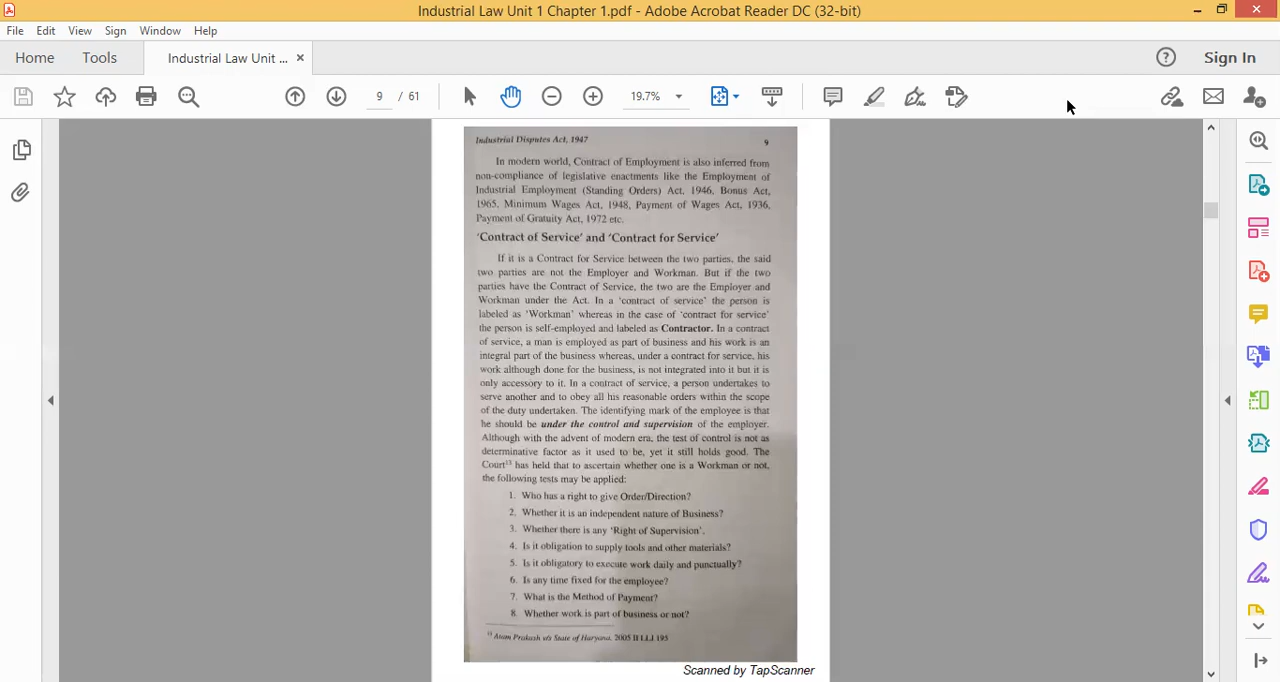 Industrial Law Unit 1 Chapter 1.pdf - Adobe Acrobat Reader DC (32-bit)
File Edit View Sign Window Help
Home Tools Industrial Law Unit ... × Sign In
9 / 61 19.7%
Industrial Disputes Act, 1947 9
In modern world, Contract of Employment is also inferred from
non-compliance of legislative enactments like the Employment of
Industrial Employment (Standing Orders) Act, 1946, Bonus Act,
1965, Minimum Wages Act, 1948, Payment of Wages Act, 1936,
Payment of Gratuity Act, 1972 etc.
'Contract of Service' and 'Contract for Service'
If it is a Contract for Service between the two parties, the said
two parties are not the Employer and Workman. But if the two
parties have the Contract of Service, the two are the Employer and
Workman under the Act. In a 'contract of service' the person is
labeled as 'Workman' whereas in the case of 'contract for service'
the person is self-employed and labeled as Contractor. In a contract
of service, a man is employed as part of business and his work is an
integral part of the business whereas, under a contract for service, his
work although done for the business, is not integrated into it but it is
only accessory to it. In a contract of service, a person undertakes to
serve another and to obey all his reasonable orders within the scope
of the duty undertaken. The identifying mark of the employee is that
he should be under the control and supervision of the employer.
Although with the advent of modern era, the test of control is not as
determinative factor as it used to be, yet it still holds good. The
Court¹³ has held that to ascertain whether one is a Workman or not,
the following tests may be applied:
1. Who has a right to give Order/Direction?
2. Whether it is an independent nature of Business?
3. Whether there is any 'Right of Supervision'.
4. Is it obligation to supply tools and other materials?
5. Is it obligatory to execute work daily and punctually?
6. Is any time fixed for the employee?
7. What is the Method of Payment?
8. Whether work is part of business or not?
¹³ Atam Prakash v/s State of Haryana, 2005 II LLJ 195
Scanned by TapScanner